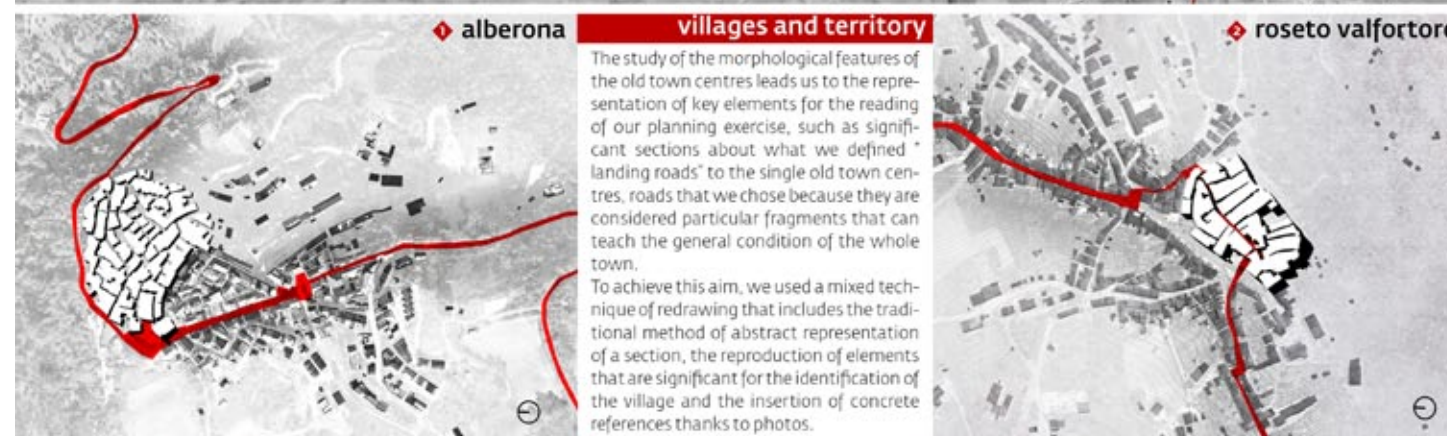 1 alberona
villages and territory
The study of the morphological features of
the old town centres leads us to the repre-
sentation of key elements for the reading
of our planning exercise, such as signifi-
cant sections about what we defined "
landing roads" to the single old town cen-
tres, roads that we chose because they are
considered particular fragments that can
teach the general condition of the whole
town.
To achieve this aim, we used a mixed tech-
nique of redrawing that includes the tradi-
tional method of abstract representation
of a section, the reproduction of elements
that are significant for the identification of
the village and the insertion of concrete
references thanks to photos.
2 roseto valfortore